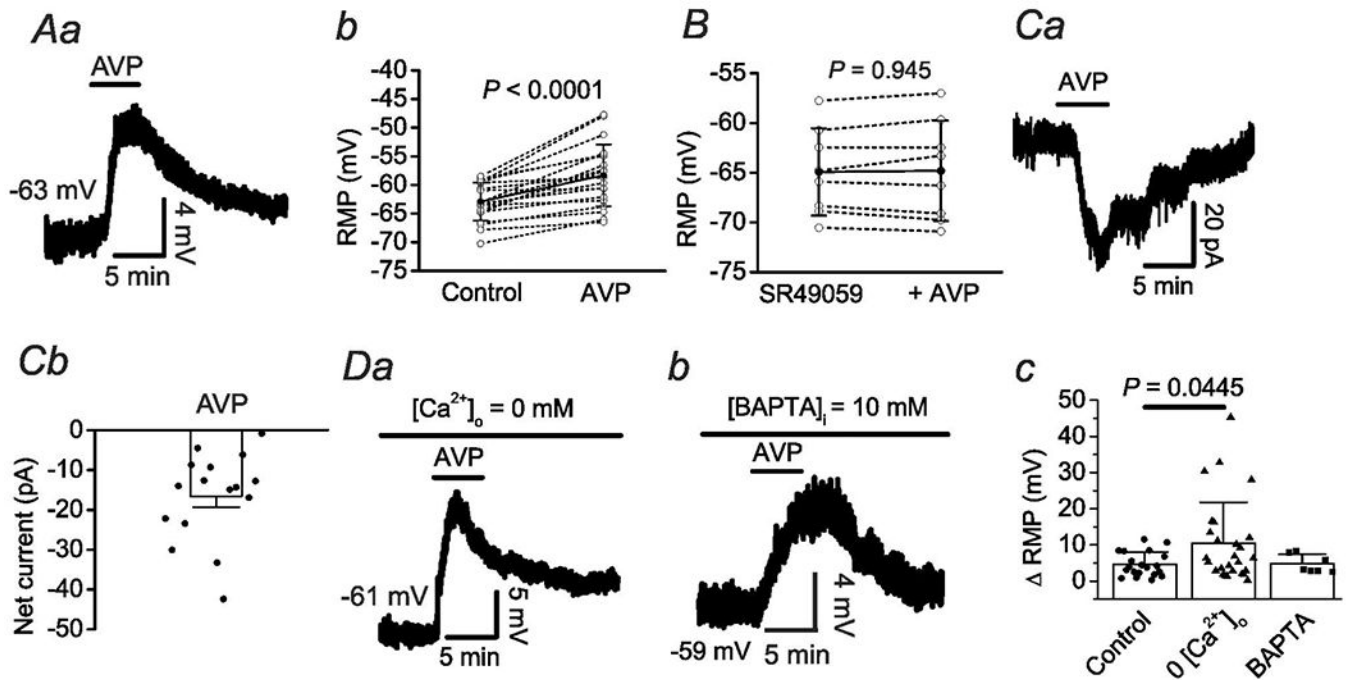 Aa
AVP
-63 mV
4 mV
5 min
b
-40
-45
-50
-55
-60
-65
-70
-75
RMP (mV)
P < 0.0001
Control AVP
B
-55
-60
-65
-70
-75
RMP (mV)
P = 0.945
SR49059 + AVP
Ca
AVP
20 pA
5 min
Cb
AVP
0
-10
-20
-30
-40
-50
Net current (pA)
Da
[Ca²⁺]ₒ = 0 mM
AVP
-61 mV
5 mV
5 min
b
[BAPTA]ᵢ = 10 mM
AVP
-59 mV
4 mV
5 min
c
P = 0.0445
50
40
30
20
10
0
Δ RMP (mV)
Control
0 [Ca²⁺]ₒ
BAPTA